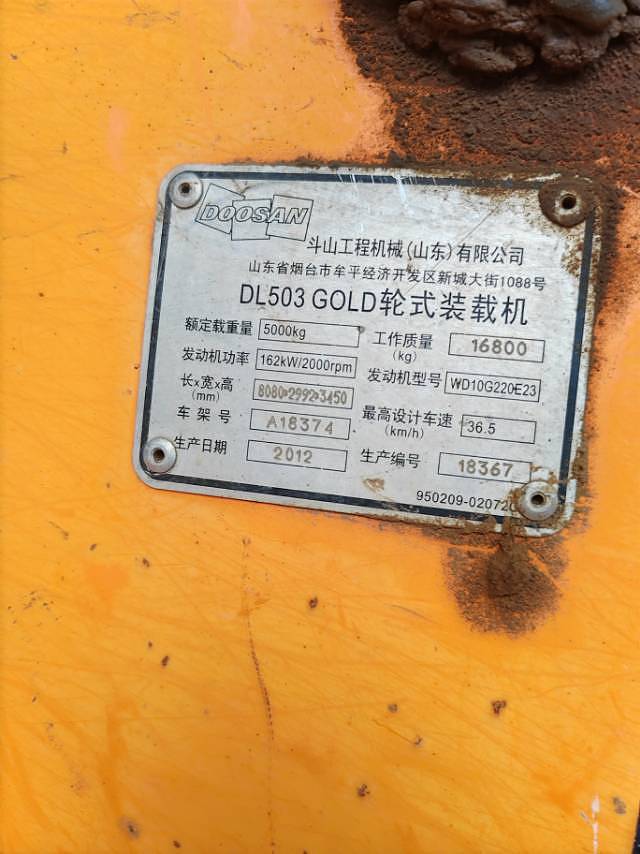 DOOSAN
斗山工程机械(山东)有限公司
山东省烟台市牟平经济开发区新城大街1088号
DL503 GOLD轮式装载机
额定载重量 5000kg 工作质量(kg) 16800
发动机功率 162kW/2000rpm 发动机型号 WD10G220E23
长x宽x高(mm) 8080×2992×3450
车架号 A18374 最高设计车速(km/h) 36.5
生产日期 2012 生产编号 18367